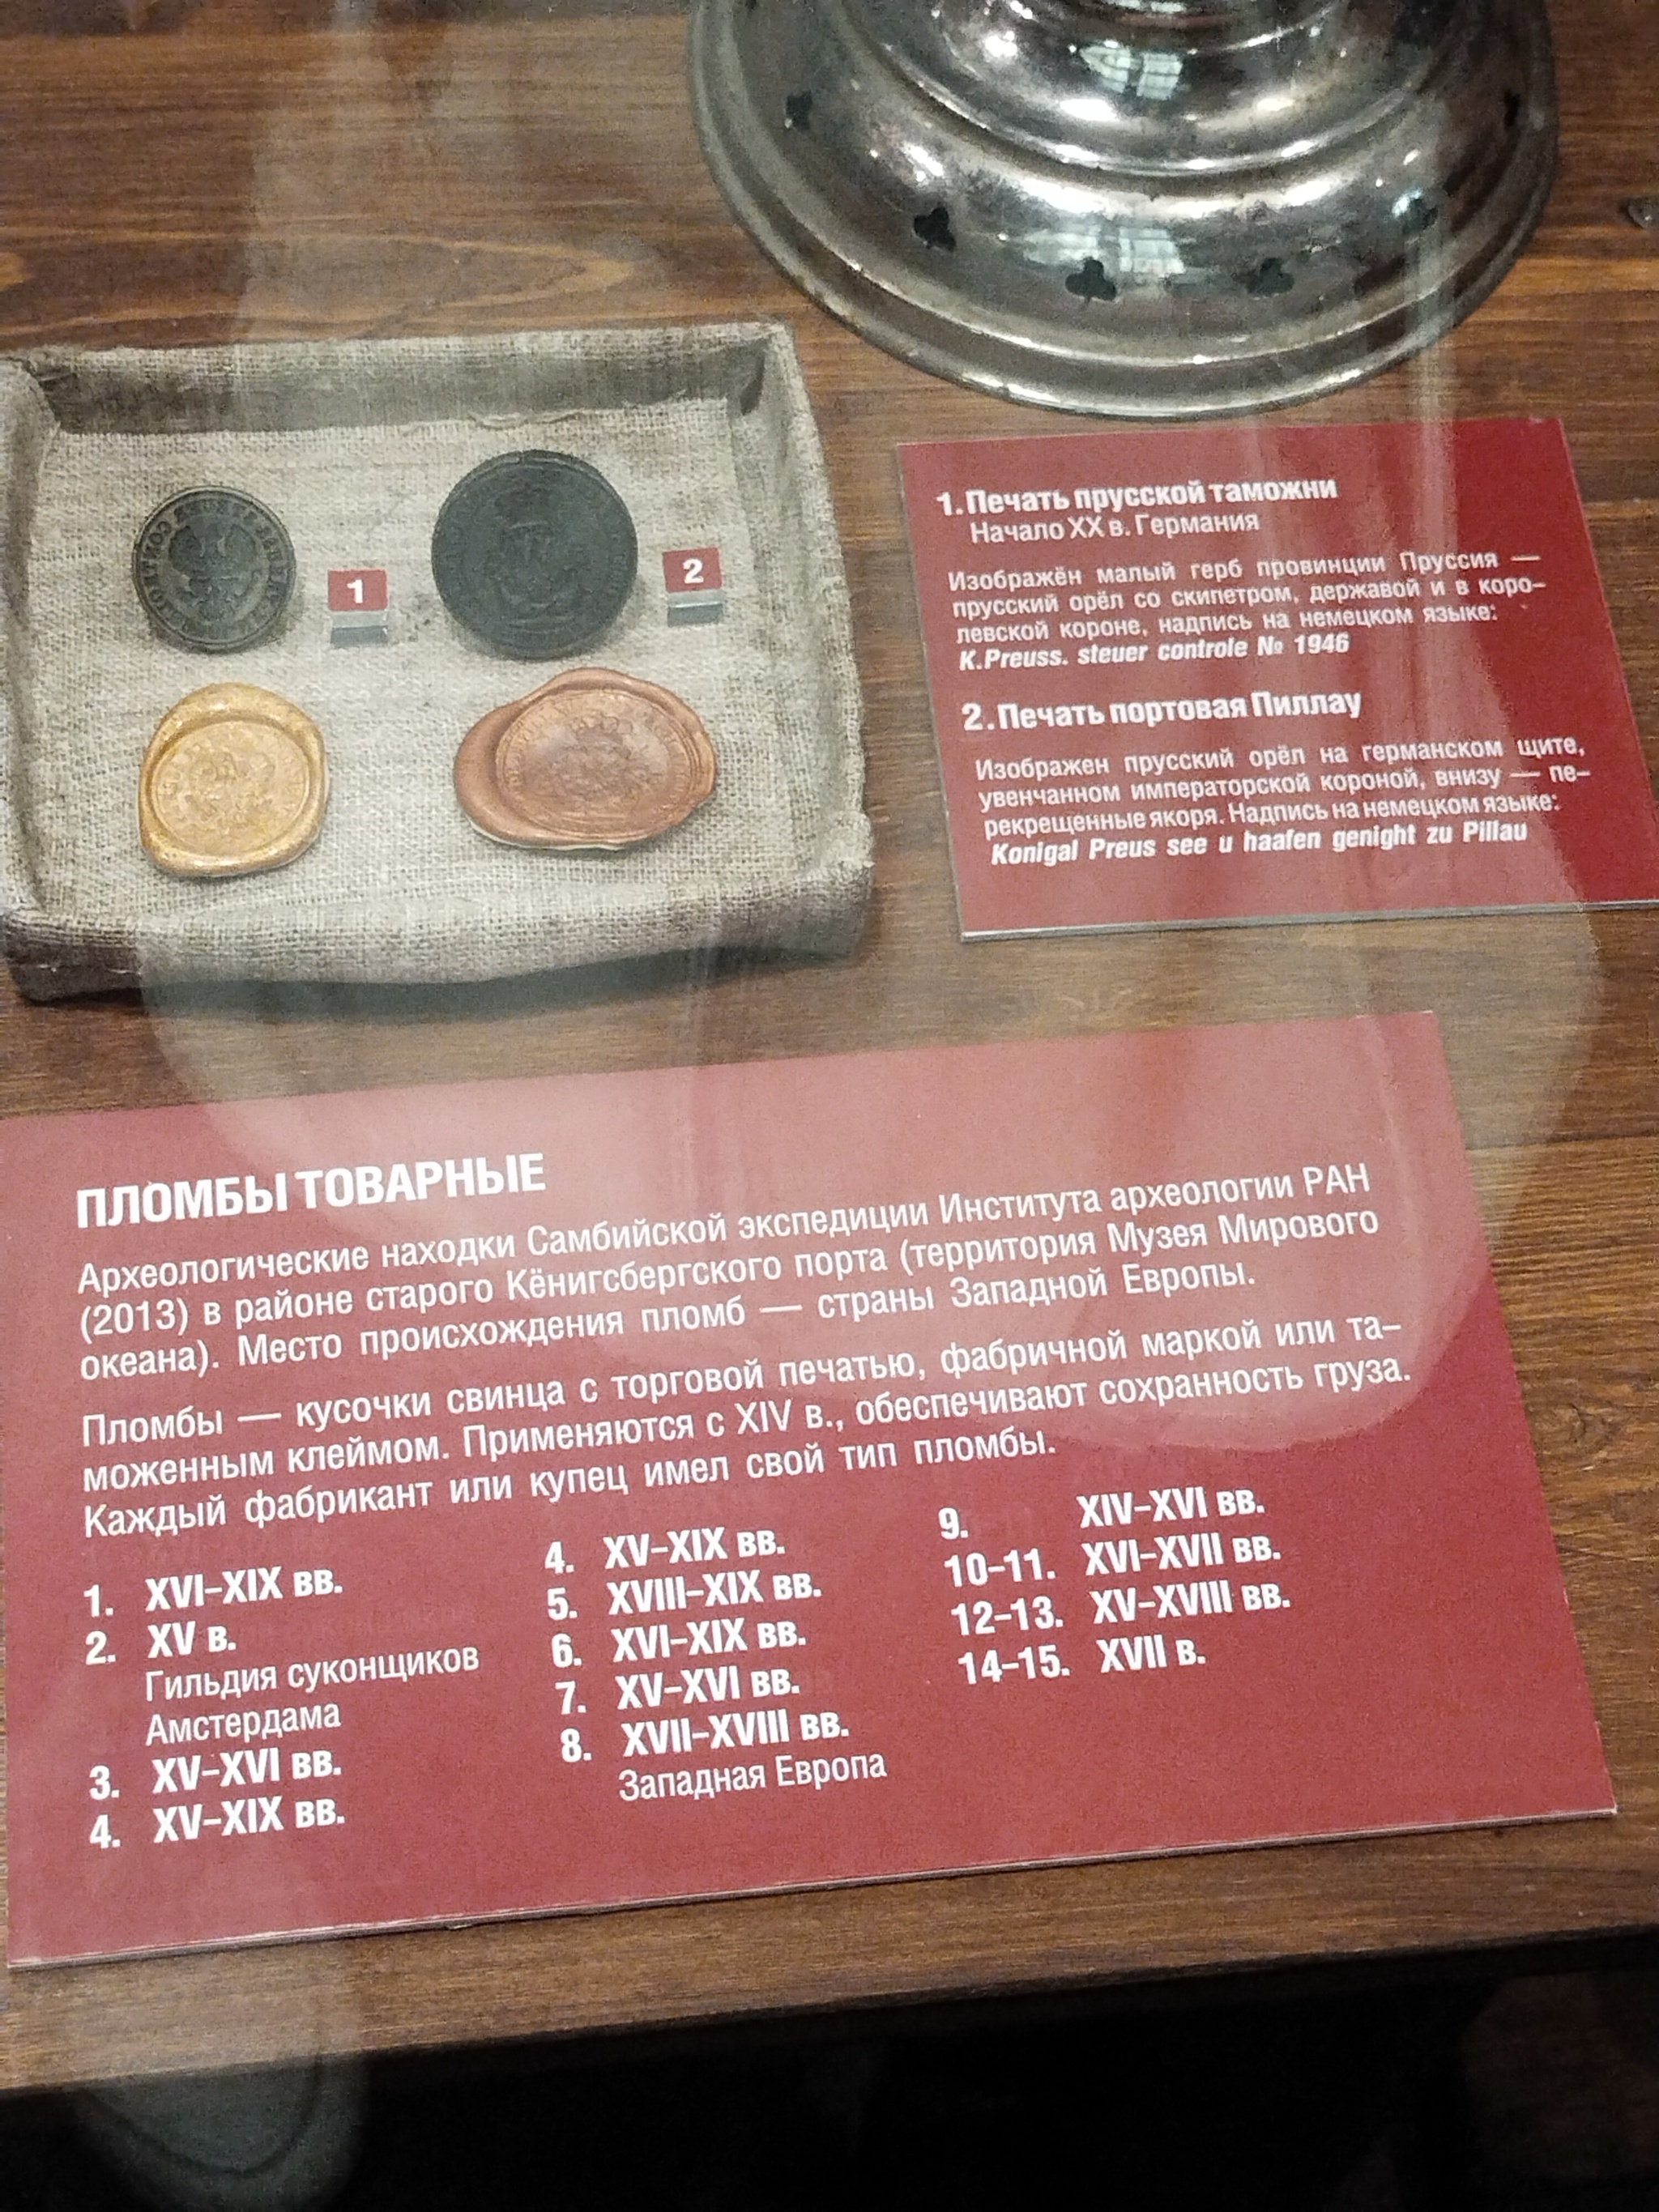 1
2
1. Печать прусской таможни
Начало XX в. Германия
Изображён малый герб провинции Пруссия —
прусский орёл со скипетром, державой и в коро-
левской короне, надпись на немецком языке:
K.Preuss. steuer controle № 1946
2. Печать портовая Пиллау
Изображен прусский орёл на германском щите,
увенчанном императорской короной, внизу — пе-
рекрещенные якоря. Надпись на немецком языке:
Konigal Preus see u haafen genight zu Pillau
ПЛОМБЫ ТОВАРНЫЕ
Археологические находки Самбийской экспедиции Института археологии РАН
(2013) в районе старого Кёнигсбергского порта (территория Музея Мирового
океана). Место происхождения пломб — страны Западной Европы.
Пломбы — кусочки свинца с торговой печатью, фабричной маркой или та-
моженным клеймом. Применяются с XIV в., обеспечивают сохранность груза.
Каждый фабрикант или купец имел свой тип пломбы.
1. XVI-XIX вв.
2. XV в.
Гильдия суконщиков
Амстердама
3. XV-XVI вв.
4. XV-XIX вв.
4. XV-XIX вв.
5. XVIII-XIX вв.
6. XVI-XIX вв.
7. XV-XVI вв.
8. XVII-XVIII вв.
Западная Европа
9. XIV-XVI вв.
10-11. XVI-XVII вв.
12-13. XV-XVIII вв.
14-15. XVII в.